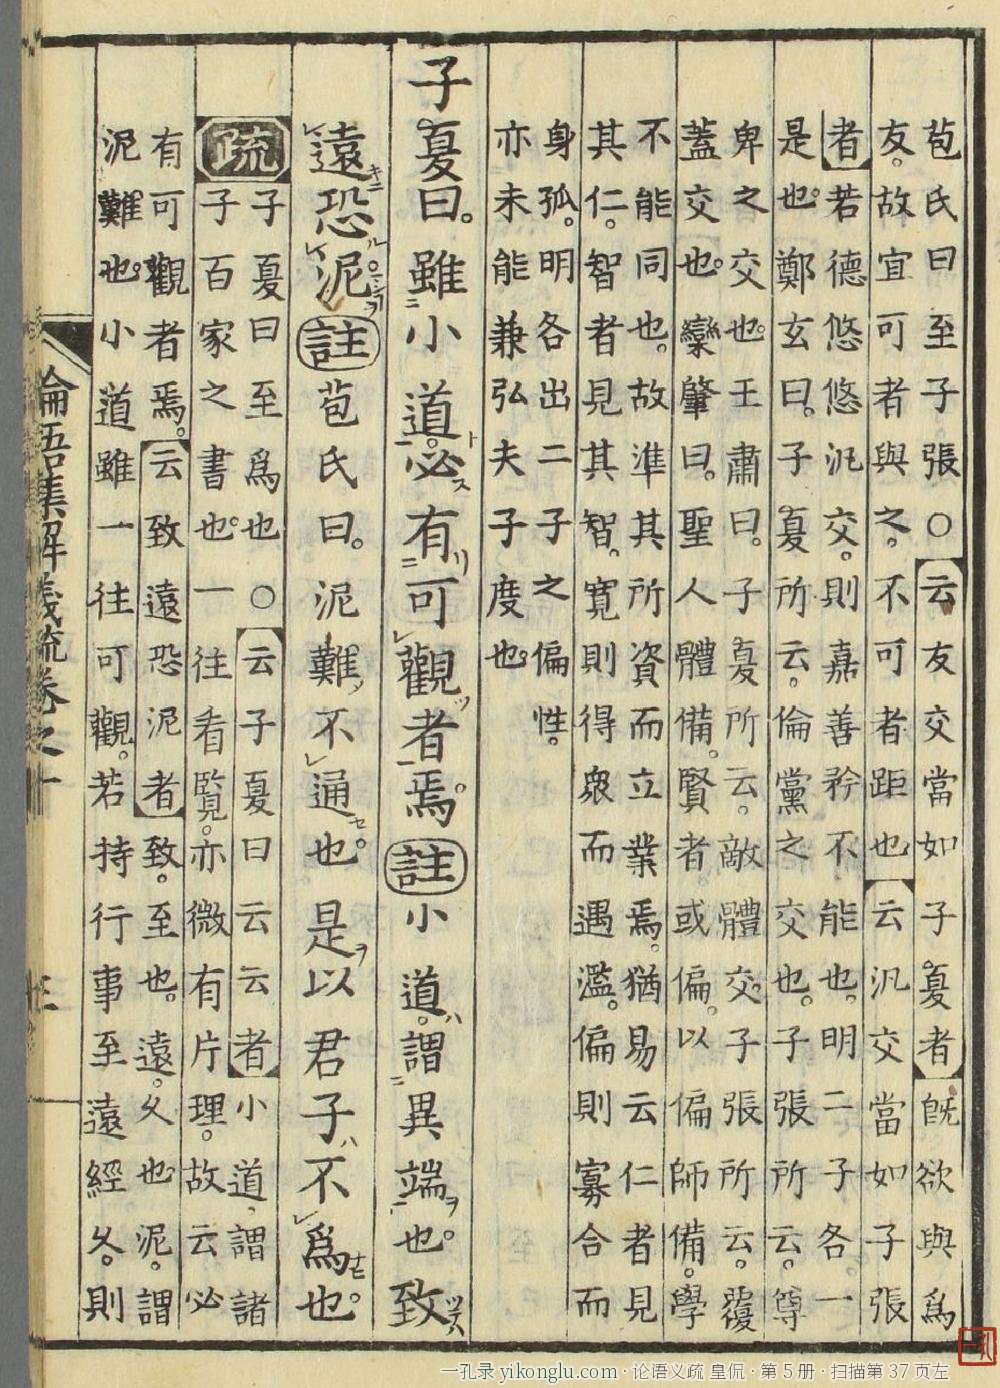 苞氏曰至子張○云友交當如子夏者既欲與爲
友。故宜可者與之。不可者距也云汎交當如子張
者若德悠悠汎交。則嘉善矜不能也。明二子各一
是也。鄭玄曰。子夏所云。倫黨之交也。子張所云。尊
卑之交也。王肅曰。子夏所云。敵體交。子張所云。覆
蓋交也。欒肇曰。聖人體備。賢者或偏。以偏師備。學
不能同也。故準其所資而立業焉。猶易云仁者見
其仁。智者見其智。寬則得衆而遇濫。偏則寡合而
身孤。明各出二子之偏性。
亦未能兼弘夫子度也
子夏曰。雖小道。必有可觀者焉。註小道。謂異端也。致
遠恐泥。註苞氏曰。泥難不通也。是以君子不爲也。
疏子夏曰至爲也○云子夏曰云云者小道。謂諸
子百家之書也。一往看覽。亦微有片理。故云必
有可觀者焉。云致遠恐泥者致。至也。遠。久也泥。謂
泥難也。小道雖一往可觀。若持行事至遠經久。則
論語集解義疏卷之十
一孔录 yikonglu.com · 论语义疏 皇侃 · 第 5 册 · 扫描第 37 页左